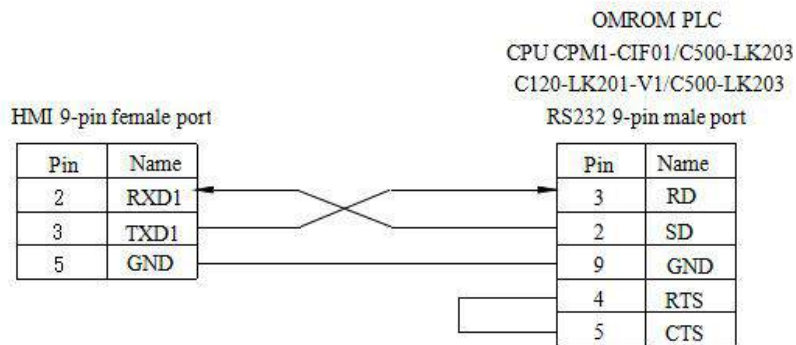 OMROM PLC
CPU CPM1-CIF01/C500-LK203
C120-LK201-V1/C500-LK203
HMI 9-pin female port
RS232 9-pin male port
Pin Name
2 RXD1
3 TXD1
5 GND
Pin Name
3 RD
2 SD
9 GND
4 RTS
5 CTS